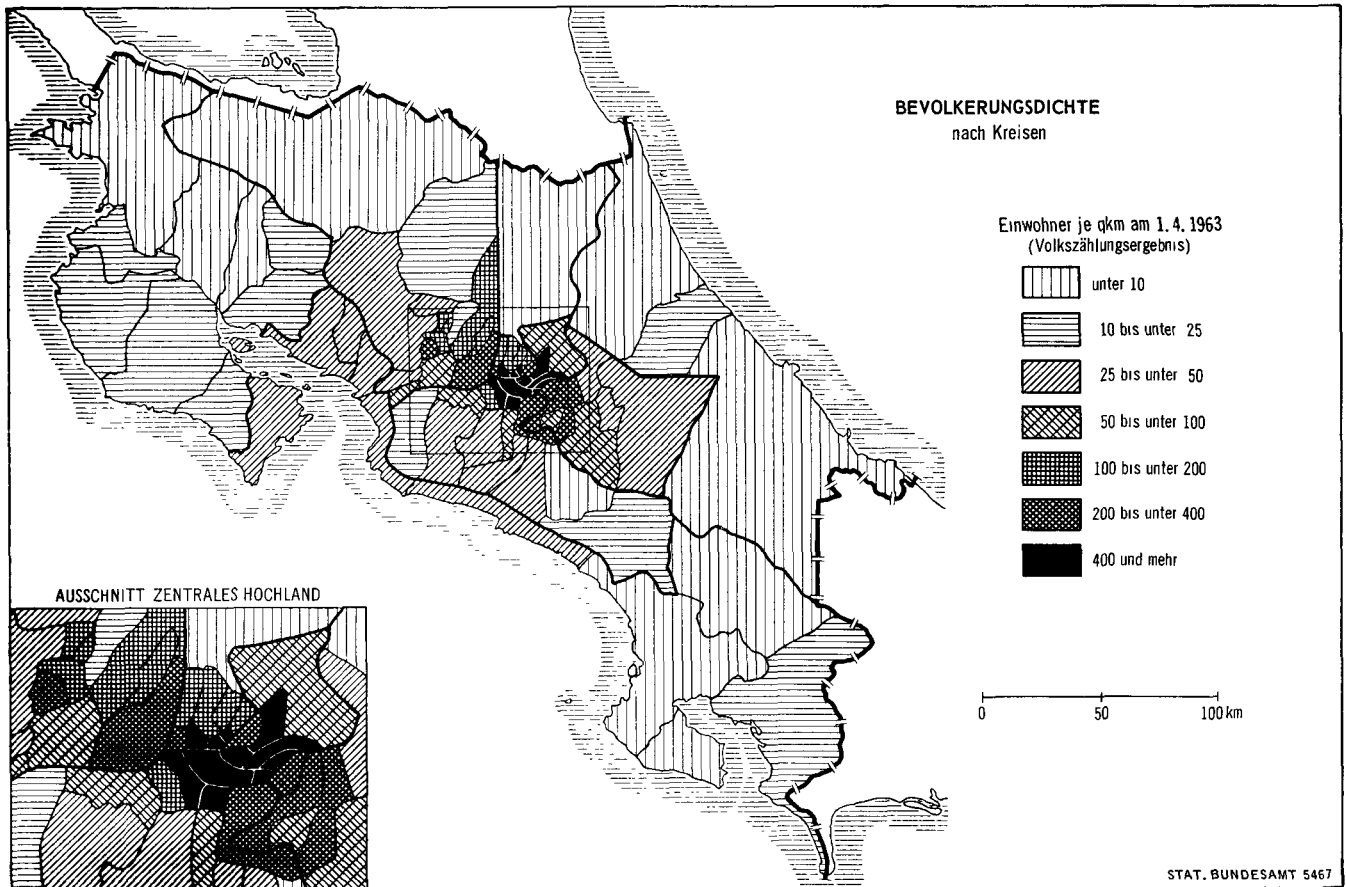 BEVOLKERUNGSDICHTE
nach Kreisen
Einwohner je qkm am 1.4.1963
(Volkszählungsergebnis)
unter 10
10 bis unter 25
25 bis unter 50
50 bis unter 100
100 bis unter 200
200 bis unter 400
400 und mehr
AUSSCHNITT ZENTRALES HOCHLAND
0 50 100 km
STAT. BUNDESAMT 5467